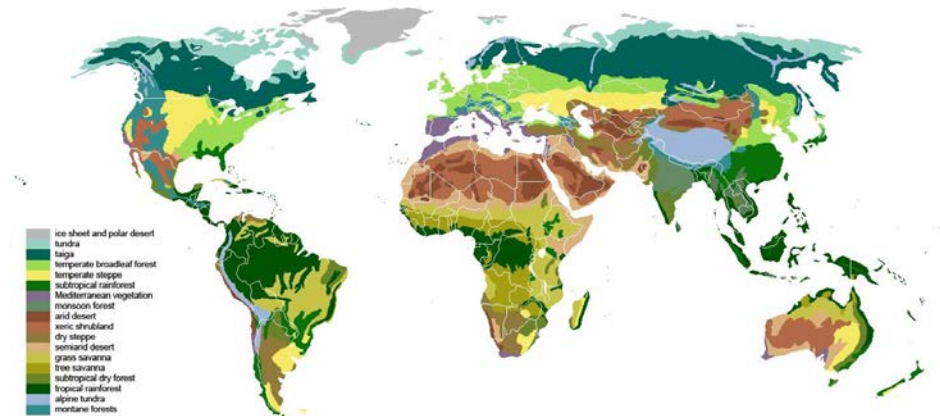 ice sheet and polar desert
tundra
taiga
temperate broadleaf forest
temperate steppe
subtropical rainforest
Mediterranean vegetation
monsoon forest
arid desert
xeric shrubland
dry steppe
semiarid desert
grass savanna
tree savanna
subtropical dry forest
tropical rainforest
alpine tundra
montane forests